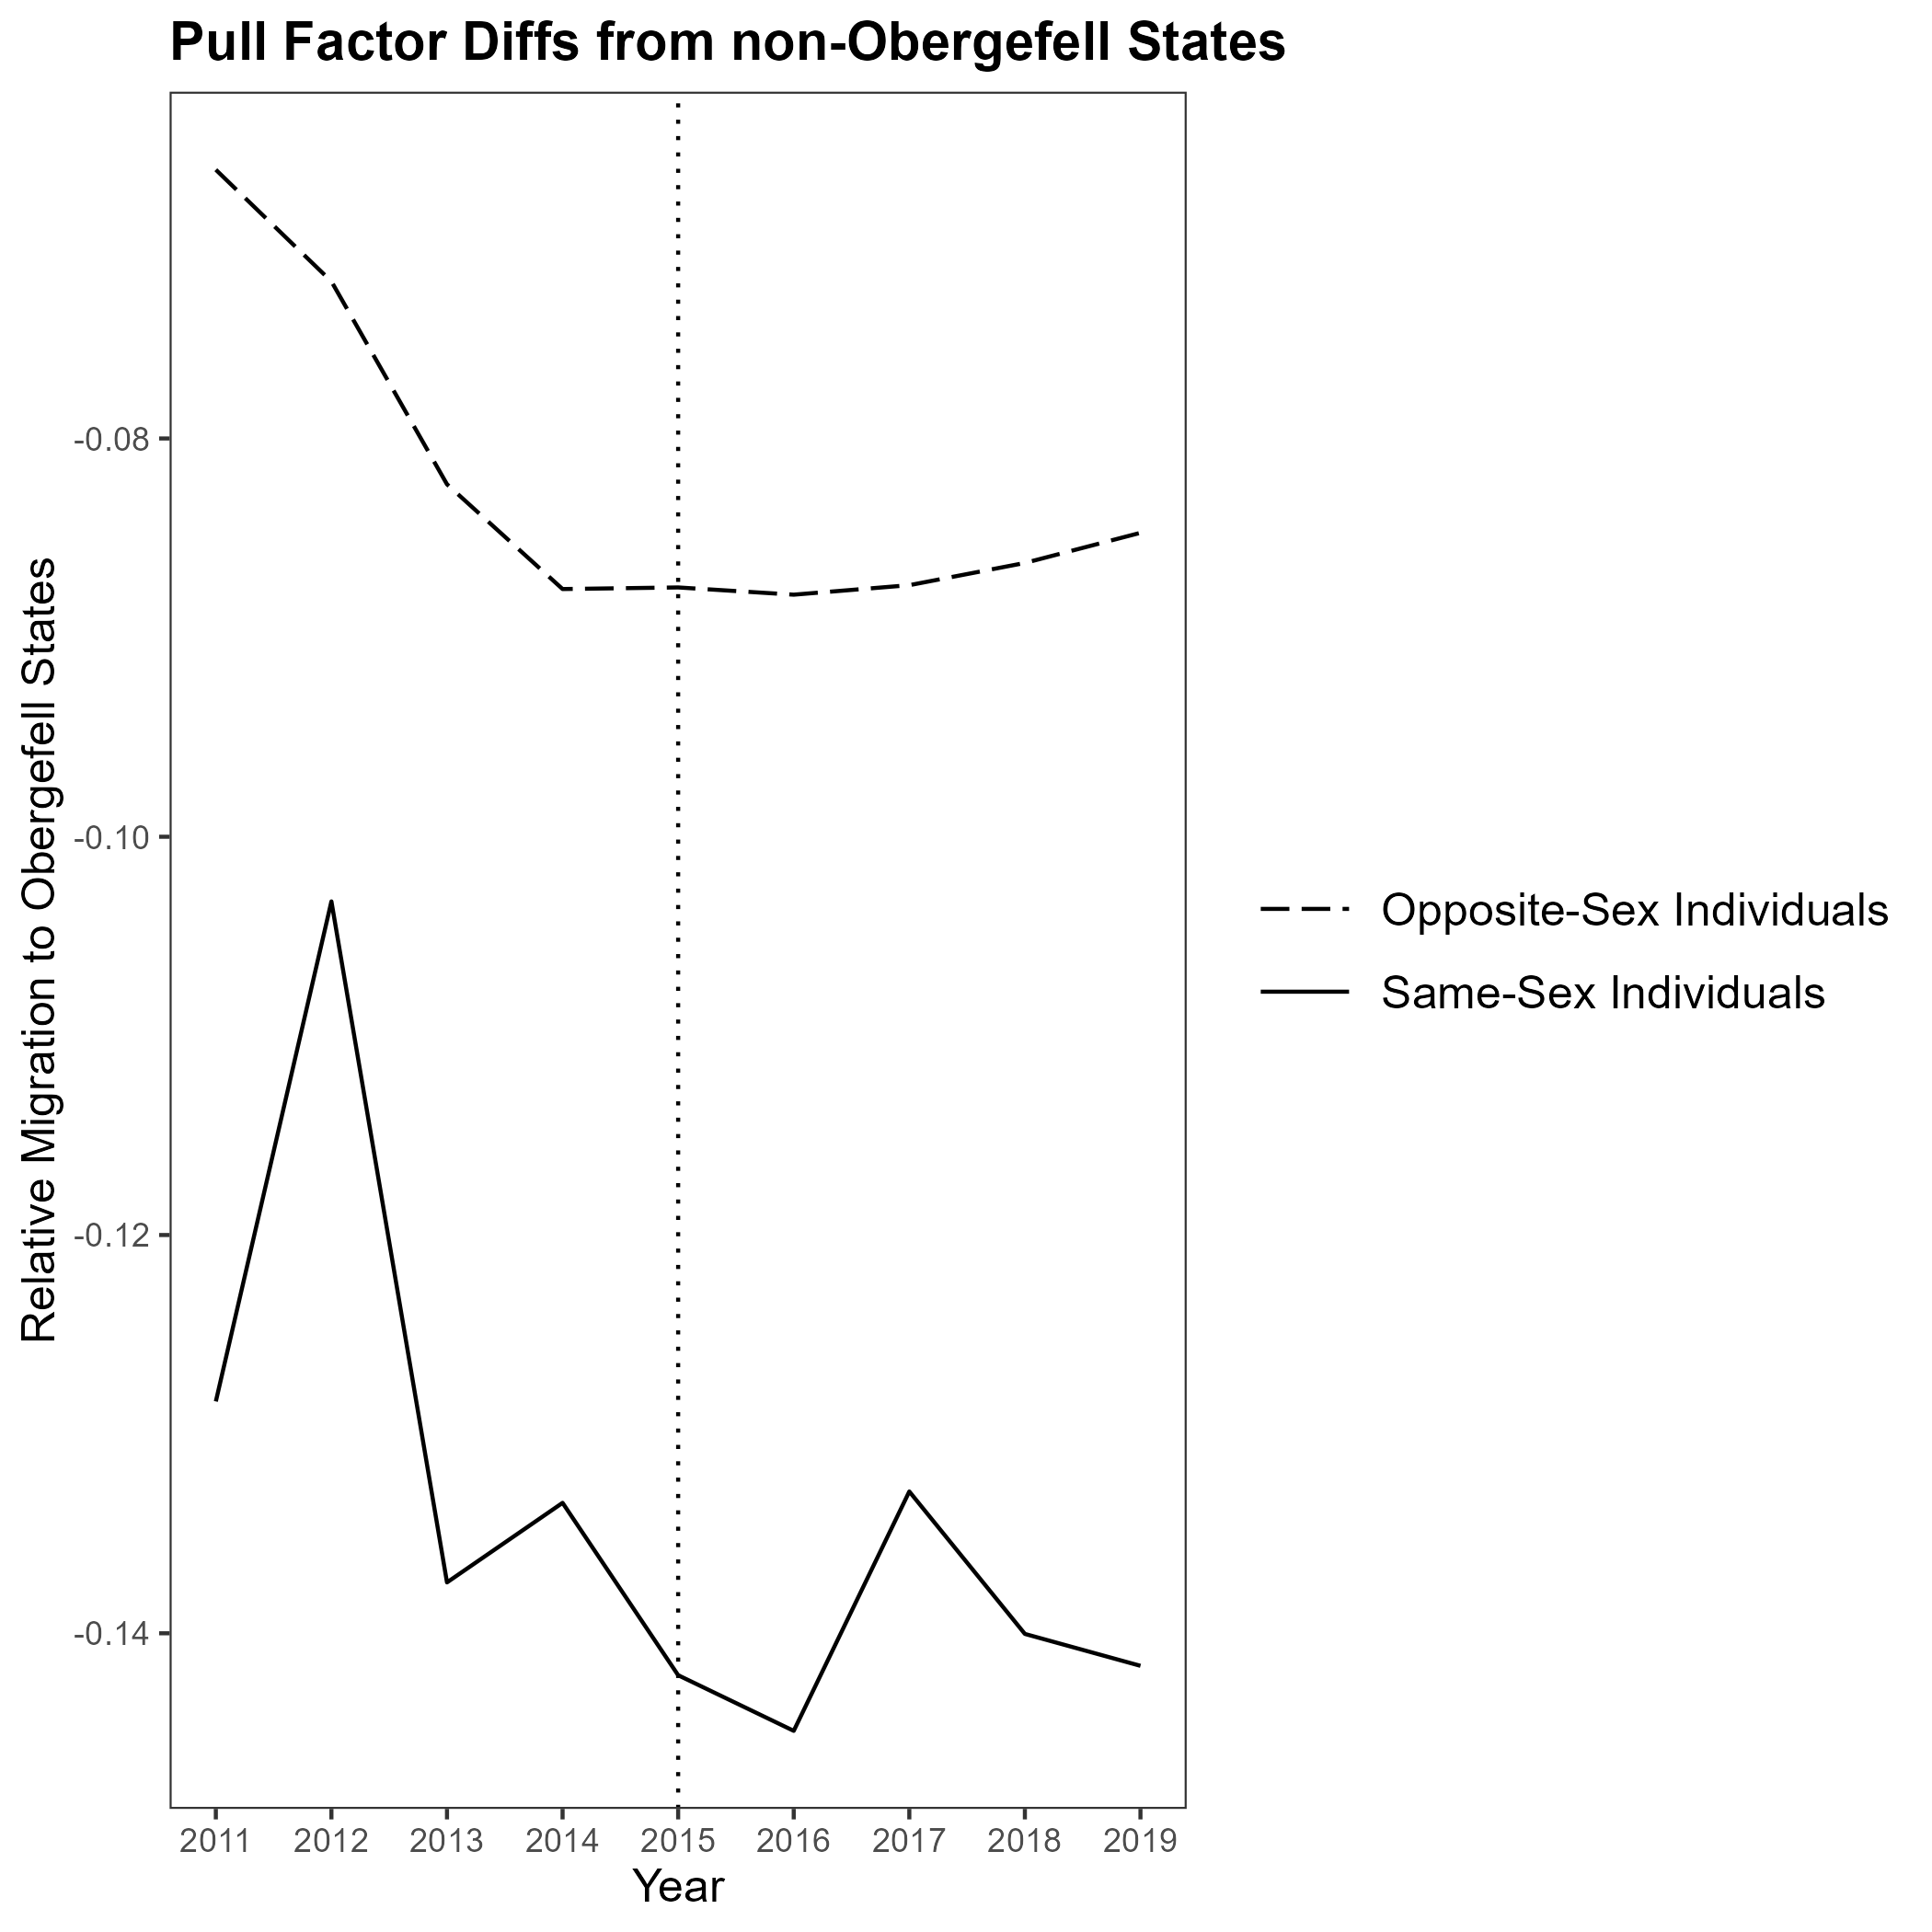 Pull Factor Diffs from non-Obergefell States
Relative Migration to Obergefell States
-0.08
-0.10
-0.12
-0.14
2011 2012 2013 2014 2015 2016 2017 2018 2019
Year
Opposite-Sex Individuals
Same-Sex Individuals